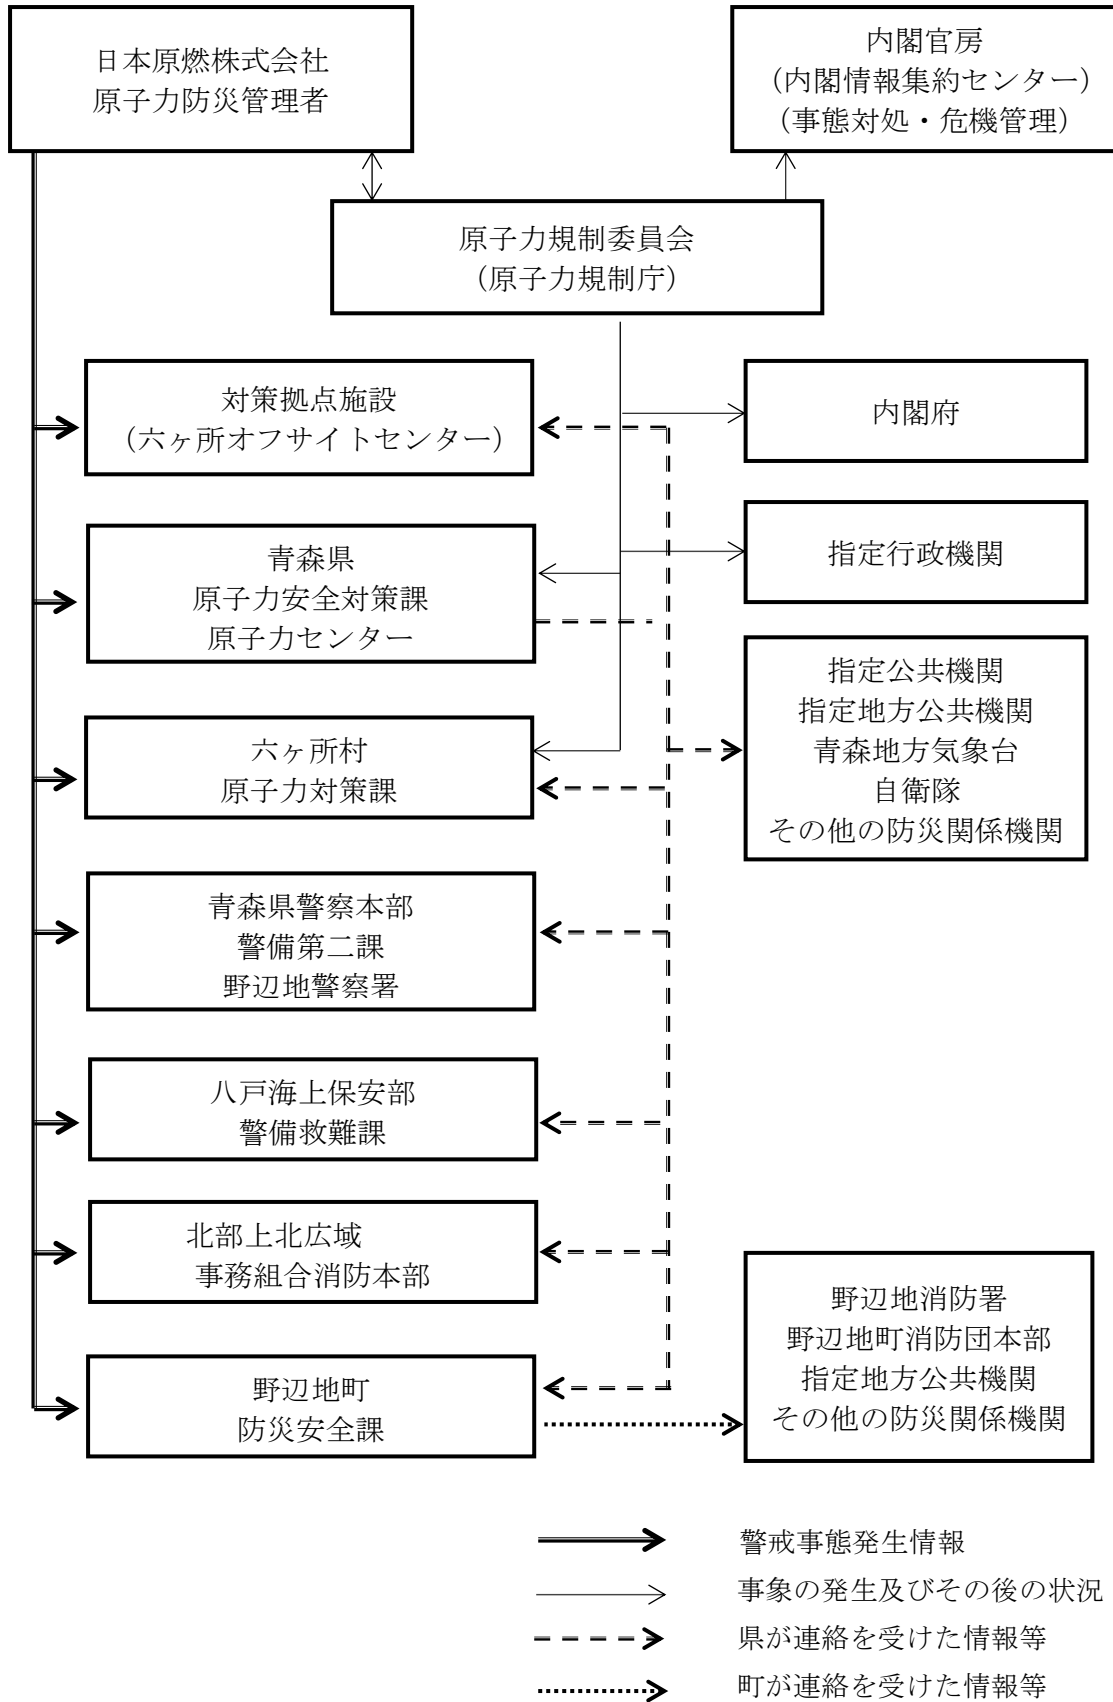 日本原燃株式会社
原子力防災管理者
内閣官房
（内閣情報集約センター）
（事態対処・危機管理）
原子力規制委員会
（原子力規制庁）
対策拠点施設
（六ヶ所オフサイトセンター）
内閣府
青森県
原子力安全対策課
原子力センター
指定行政機関
六ヶ所村
原子力対策課
指定公共機関
指定地方公共機関
青森地方気象台
自衛隊
その他の防災関係機関
青森県警察本部
警備第二課
野辺地警察署
八戸海上保安部
警備救難課
北部上北広域
事務組合消防本部
野辺地町
防災安全課
野辺地消防署
野辺地町消防団本部
指定地方公共機関
その他の防災関係機関
警戒事態発生情報
事象の発生及びその後の状況
県が連絡を受けた情報等
町が連絡を受けた情報等